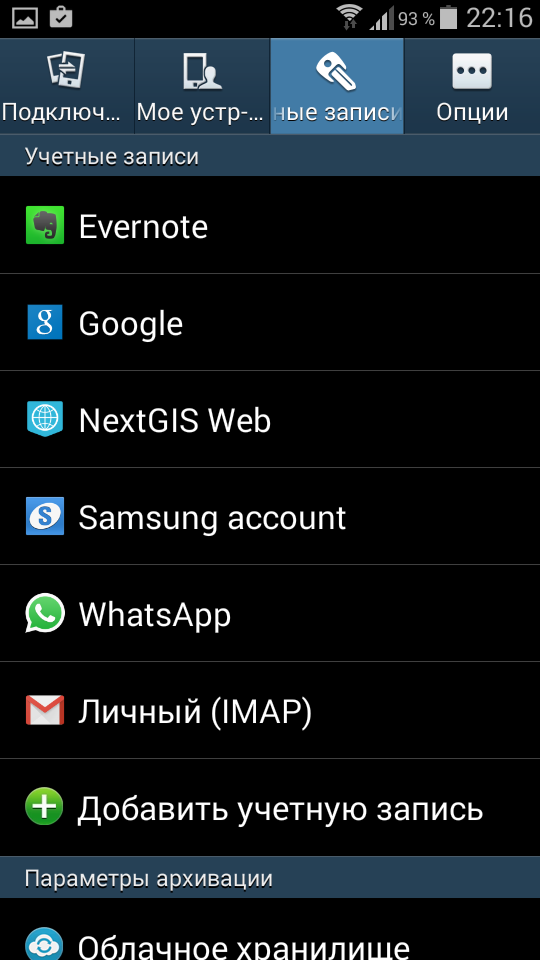 93 % 22:16
Подключ... Мое устр-... ные записи Опции
Учетные записи
Evernote
Google
NextGIS Web
Samsung account
WhatsApp
Личный (IMAP)
Добавить учетную запись
Параметры архивации
Облачное хранилище